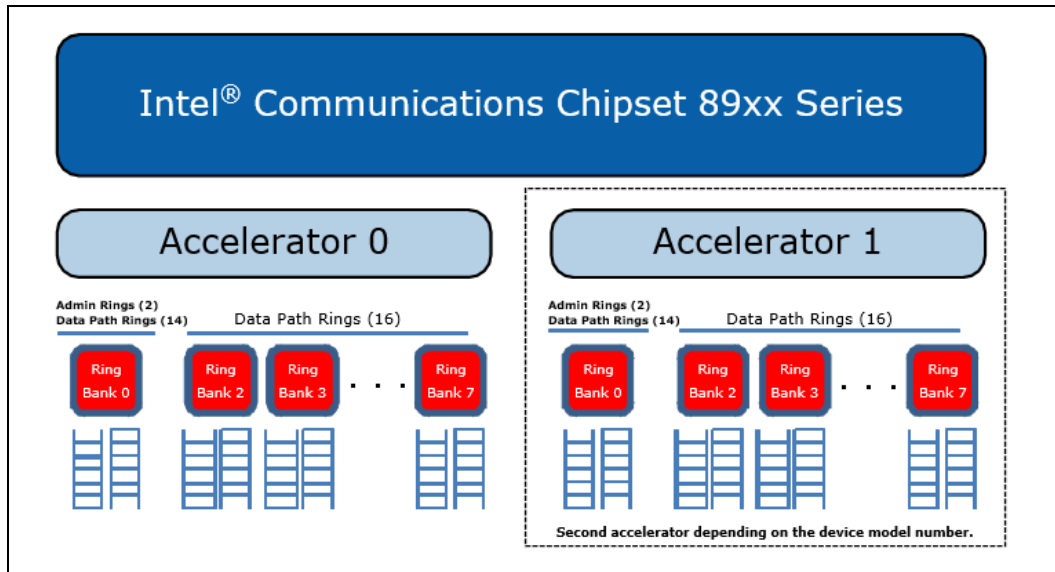 Intel® Communications Chipset 89xx Series
Accelerator 0
Admin Rings (2)
Data Path Rings (14)
Data Path Rings (16)
Ring
Bank 0
Ring
Bank 2
Ring
Bank 3
. . .
Ring
Bank 7
Accelerator 1
Admin Rings (2)
Data Path Rings (14)
Data Path Rings (16)
Ring
Bank 0
Ring
Bank 2
Ring
Bank 3
. . .
Ring
Bank 7
Second accelerator depending on the device model number.